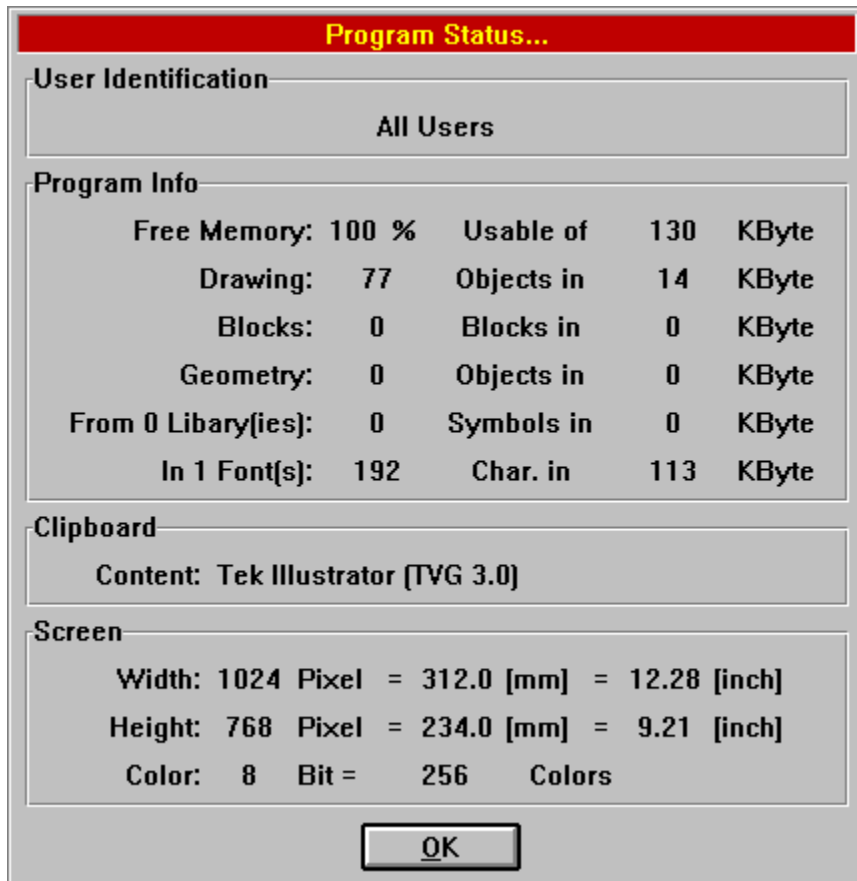 Program Status...
User Identification
All Users
Program Info
Free Memory: 100 % Usable of 130 KByte
Drawing: 77 Objects in 14 KByte
Blocks: 0 Blocks in 0 KByte
Geometry: 0 Objects in 0 KByte
From 0 Libary(ies): 0 Symbols in 0 KByte
In 1 Font(s): 192 Char. in 113 KByte
Clipboard
Content: Tek Illustrator (TVG 3.0)
Screen
Width: 1024 Pixel = 312.0 [mm] = 12.28 [inch]
Height: 768 Pixel = 234.0 [mm] = 9.21 [inch]
Color: 8 Bit = 256 Colors
OK